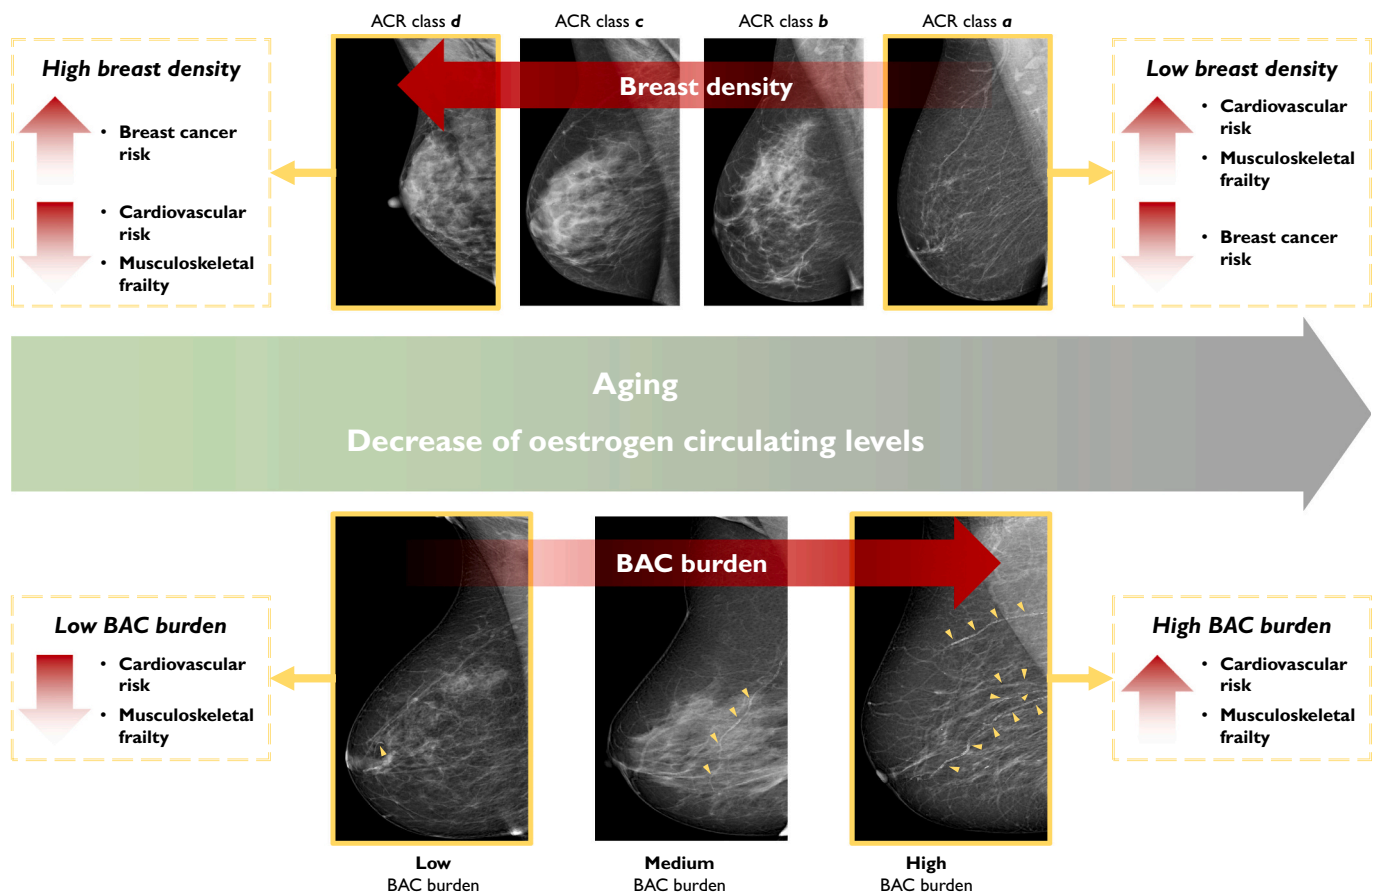 ACR class d
ACR class c
ACR class b
ACR class a
High breast density
• Breast cancer
risk
• Cardiovascular
risk
• Musculoskeletal
frailty
Breast density
Low breast density
• Cardiovascular
risk
• Musculoskeletal
frailty
• Breast cancer
risk
Aging
Decrease of oestrogen circulating levels
BAC burden
Low BAC burden
• Cardiovascular
risk
• Musculoskeletal
frailty
High BAC burden
• Cardiovascular
risk
• Musculoskeletal
frailty
Low
BAC burden
Medium
BAC burden
High
BAC burden